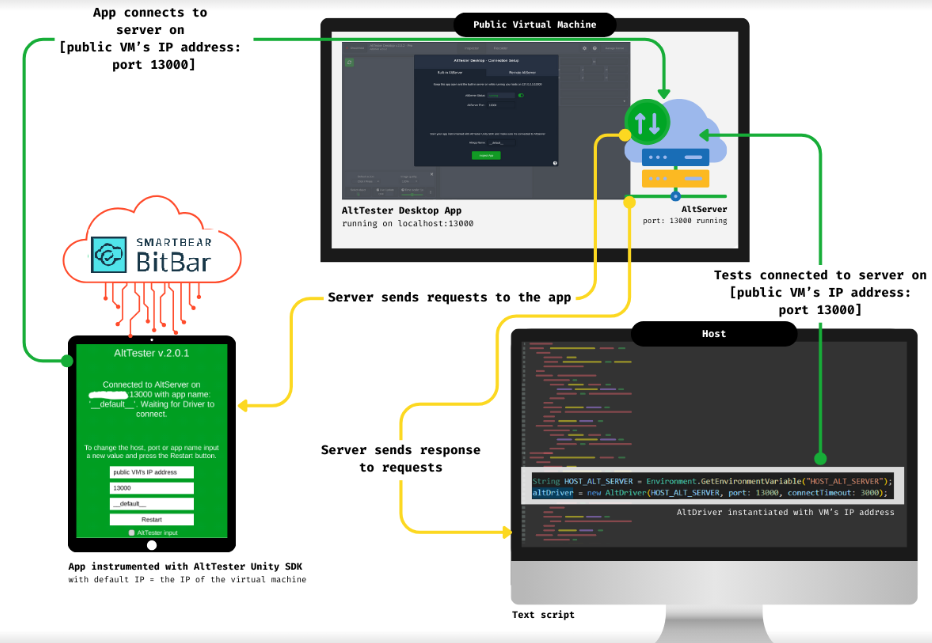 App connects to
server on
[public VM's IP address:
port 13000]
Public Virtual Machine
AltTester Desktop - Connection Setup
AltTester Desktop App
running on localhost:13000
AltServer
port: 13000 running
SMARTBEAR
BitBar
Server sends requests to the app
Tests connected to server on
[public VM's IP address:
port 13000]
Host
AltTester v.2.0.1
Connected to AltServer on
13000 with app name:
'__default__'. Waiting for Driver to
connect.
To change the host, port or app name input
a new value and press the Restart button.
public VM's IP address
13000
__default__
Restart
AltTester input
Server sends response
to requests
String HOST_ALT_SERVER = Environment.GetEnvironmentVariable("HOST_ALT_SERVER");
altDriver = new AltDriver(HOST_ALT_SERVER, port: 13000, connectTimeout: 3000);
AltDriver instantiated with VM's IP address
App instrumented with AltTester Unity SDK
with default IP = the IP of the virtual machine
Text script